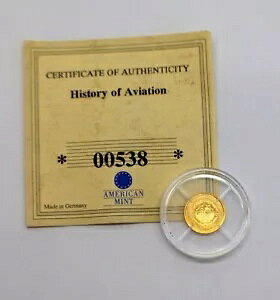 CERTIFICATE OF AUTHENTICITY
History of Aviation
* 00538 *
AMERICAN
MINT
Made in Germany